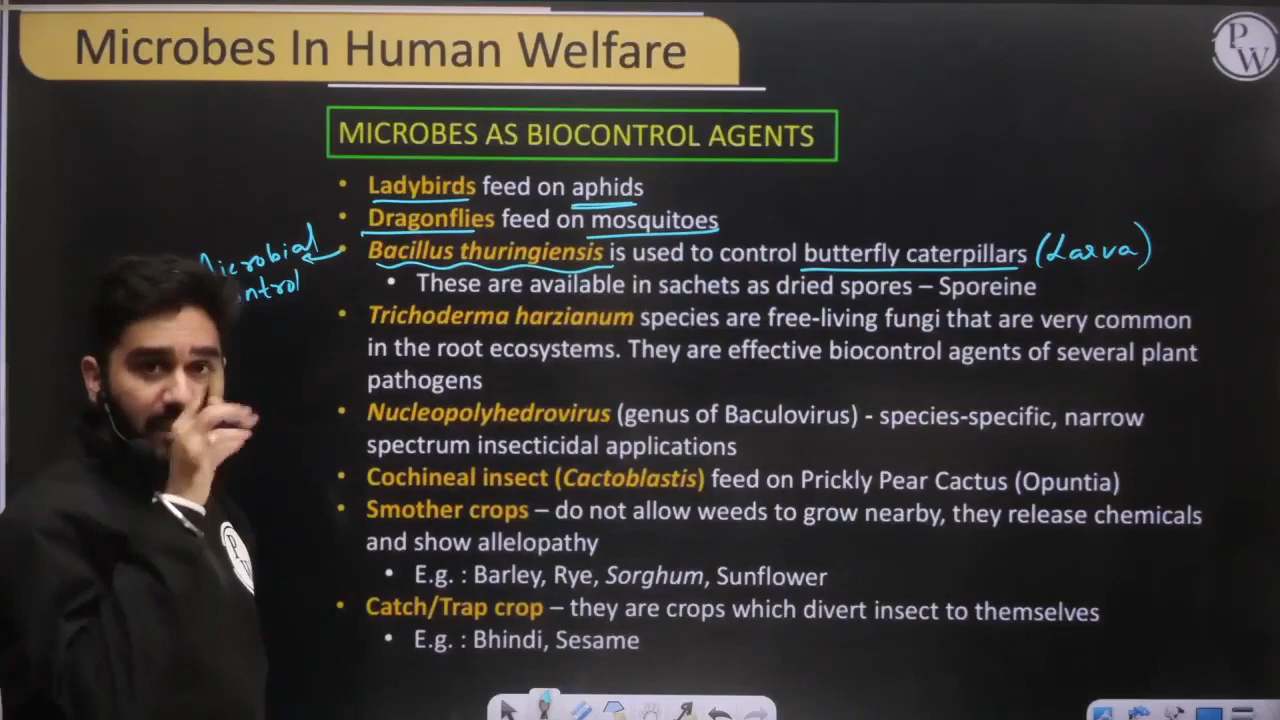 Microbes In Human Welfare
PW
MICROBES AS BIOCONTROL AGENTS
• Ladybirds feed on aphids
• Dragonflies feed on mosquitoes
• Bacillus thuringiensis is used to control butterfly caterpillars (Larva)
Microbial
control
• These are available in sachets as dried spores – Sporeine
• Trichoderma harzianum species are free-living fungi that are very common
in the root ecosystems. They are effective biocontrol agents of several plant
pathogens
• Nucleopolyhedrovirus (genus of Baculovirus) - species-specific, narrow
spectrum insecticidal applications
• Cochineal insect (Cactoblastis) feed on Prickly Pear Cactus (Opuntia)
• Smother crops – do not allow weeds to grow nearby, they release chemicals
and show allelopathy
• E.g. : Barley, Rye, Sorghum, Sunflower
• Catch/Trap crop – they are crops which divert insect to themselves
• E.g. : Bhindi, Sesame
PW